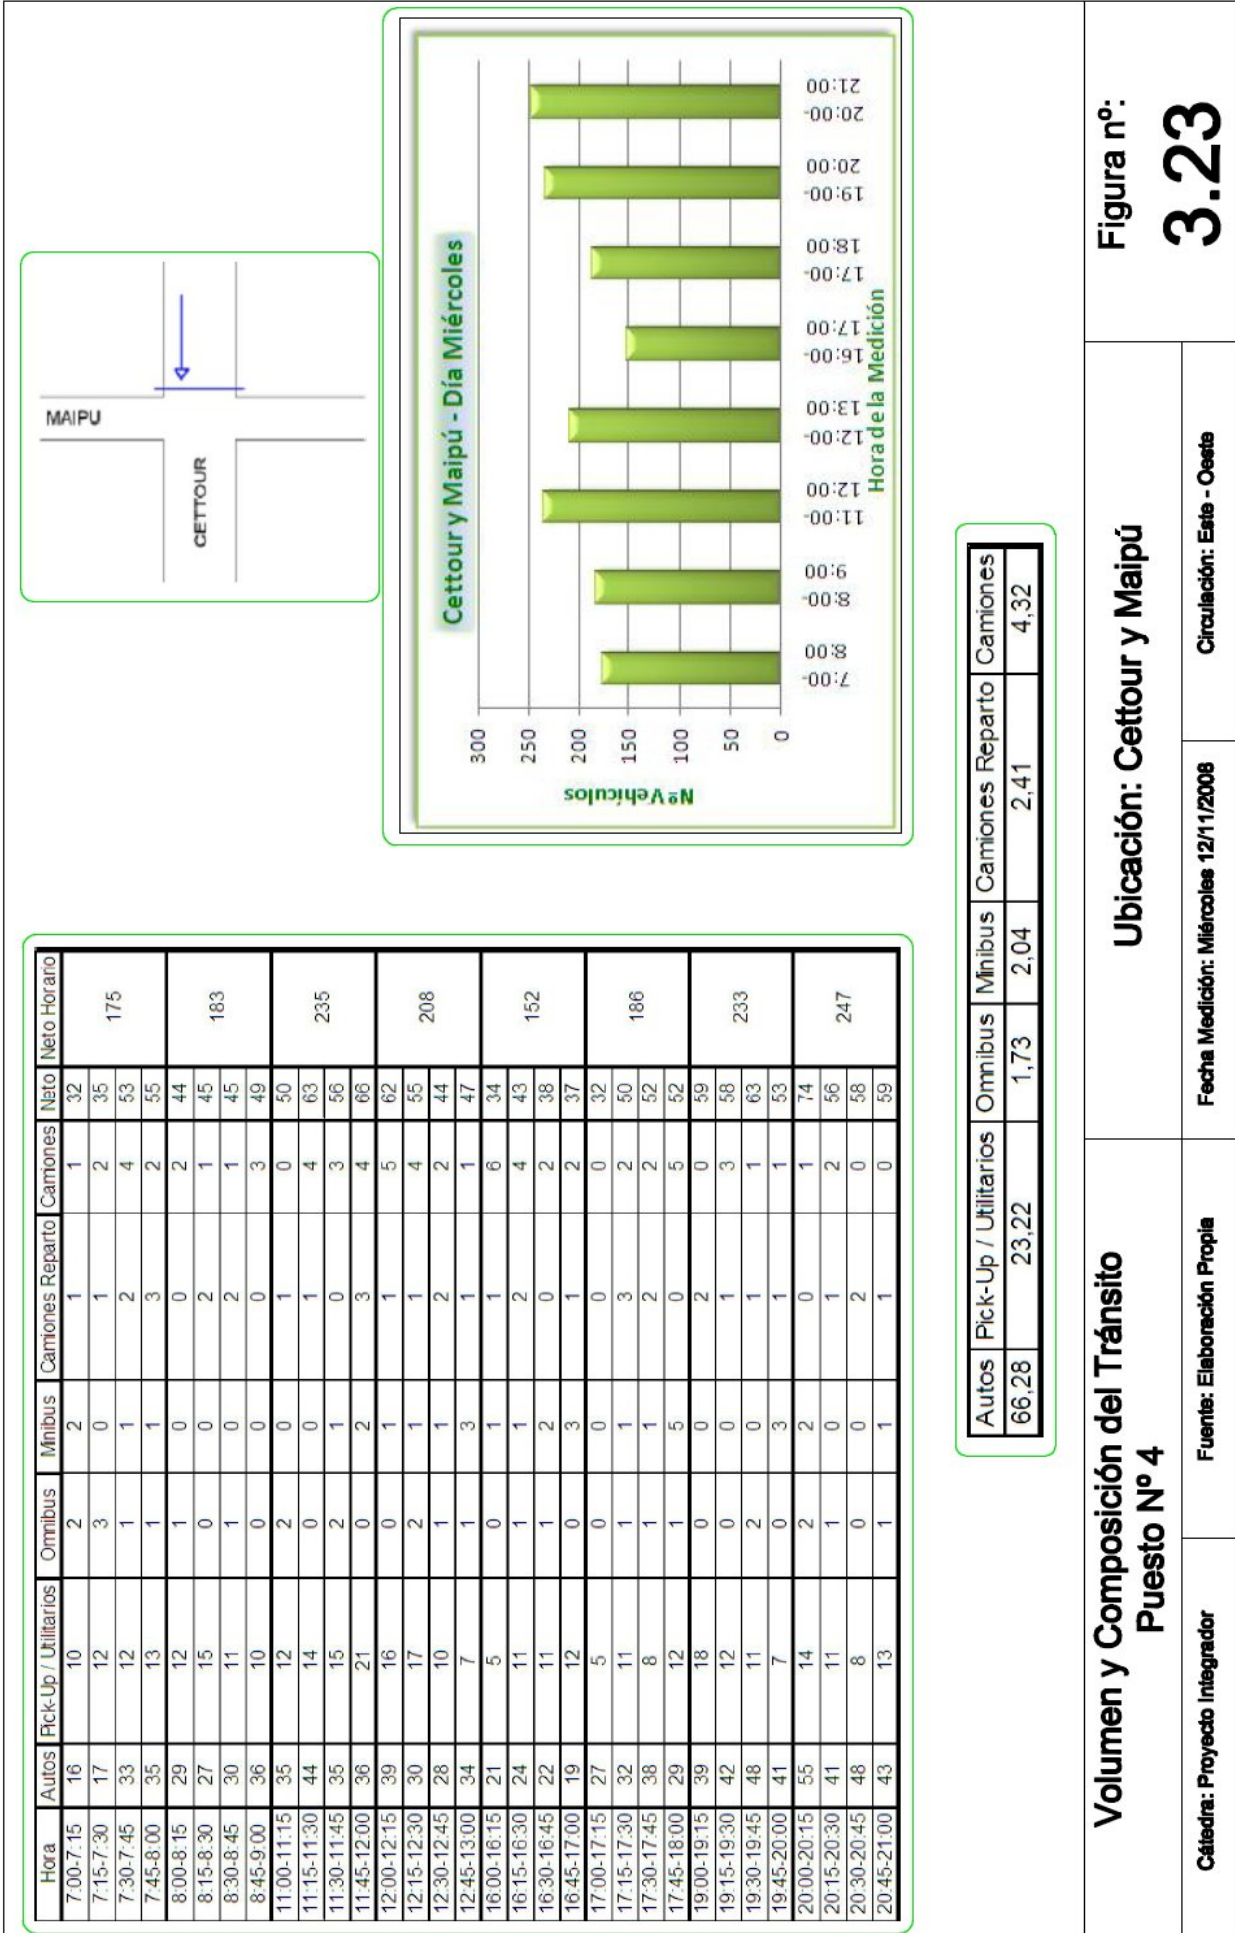 Hora Autos Pick-Up / Utilitarios Omnibus Minibus Camiones Reparto Camiones Neto Neto Horario
7:00-7:15 16 10 2 2 1 1 32
7:15-7:30 17 12 3 0 1 2 35
7:30-7:45 33 12 1 1 2 4 53
7:45-8:00 35 13 1 1 3 2 55
175
8:00-8:15 29 12 1 0 0 2 44
8:15-8:30 27 15 0 0 2 1 45
8:30-8:45 30 11 1 0 2 1 45
8:45-9:00 36 10 0 0 0 3 49
183
11:00-11:15 35 12 2 0 1 0 50
11:15-11:30 44 14 0 0 1 4 63
11:30-11:45 35 15 2 1 0 3 56
11:45-12:00 36 21 0 2 3 4 66
235
12:00-12:15 39 16 0 1 1 5 62
12:15-12:30 30 17 2 1 1 4 55
12:30-12:45 28 10 1 1 2 2 44
12:45-13:00 34 7 1 3 1 1 47
208
16:00-16:15 21 5 0 1 1 6 34
16:15-16:30 24 11 1 1 2 4 43
16:30-16:45 22 11 1 2 0 2 38
16:45-17:00 19 12 0 3 1 2 37
152
17:00-17:15 27 5 0 0 0 0 32
17:15-17:30 32 11 1 1 3 2 50
17:30-17:45 38 8 1 1 2 2 52
17:45-18:00 29 12 1 5 0 5 52
186
19:00-19:15 39 18 0 0 2 0 59
19:15-19:30 42 12 0 0 1 3 58
19:30-19:45 48 11 2 0 1 1 63
19:45-20:00 41 7 0 3 1 1 53
233
20:00-20:15 55 14 2 2 0 1 74
20:15-20:30 41 11 1 0 1 2 56
20:30-20:45 48 8 0 0 2 0 58
20:45-21:00 43 13 1 1 1 0 59
247
MAIPU
CETTOUR
Cettour y Maipú - Día Miércoles
Nº Vehículos
300
250
200
150
100
50
0
7:00-8:00
8:00-9:00
11:00-12:00
12:00-13:00
16:00-17:00
17:00-18:00
19:00-20:00
20:00-21:00
Hora de la Medición
Autos Pick-Up / Utilitarios Omnibus Minibus Camiones Reparto Camiones
66,28 23,22 1,73 2,04 2,41 4,32
Volumen y Composición del Tránsito
Puesto Nº 4
Ubicación: Cettour y Maipú
Figura nº:
3.23
Cátedra: Proyecto Integrador
Fuente: Elaboración Propia
Fecha Medición: Miércoles 12/11/2008
Circulación: Este - Oeste